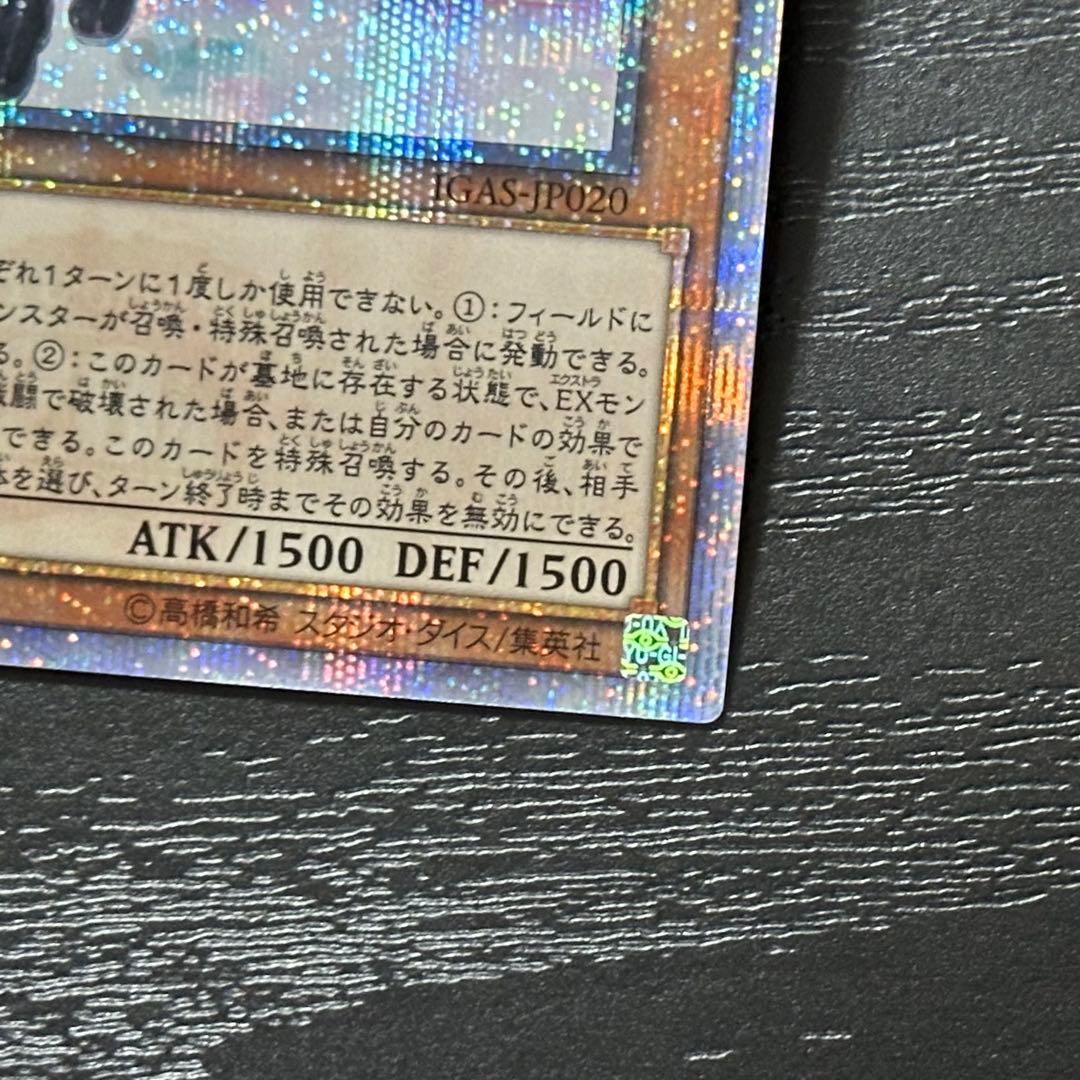 IGAS-JP020
ぞれ1ターンに1度しか使用できない。①:フィールドに
ンスターが召喚・特殊召喚された場合に発動できる。
る。②:このカードが墓地に存在する状態で、EXモン
戦闘で破壊された場合、または自分のカードの効果で
できる。このカードを特殊召喚する。その後、相手
体を選び、ターン終了時までその効果を無効にできる。
ATK/1500 DEF/1500
©高橋和希 スタジオ・ダイス/集英社